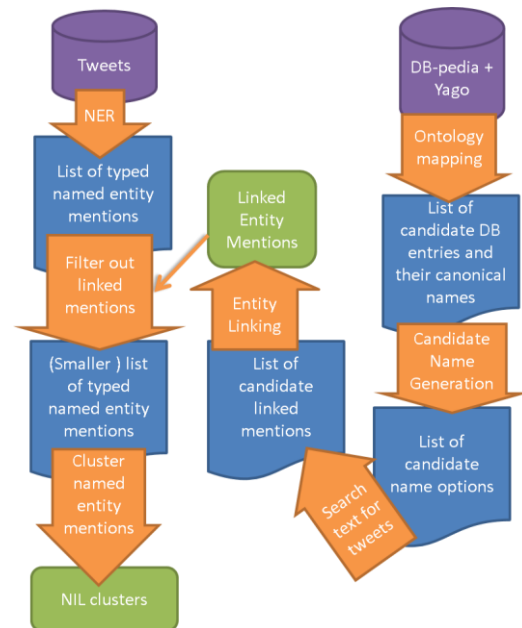 Tweets
NER
List of typed
named entity
mentions
Filter out
linked
mentions
(Smaller ) list
of typed
named entity
mentions
Cluster
named
entity
mentions
NIL clusters
Linked
Entity
Mentions
Entity
Linking
List of
candidate
linked
mentions
DB-pedia +
Yago
Ontology
mapping
List of
candidate DB
entries and
their canonical
names
Candidate
Name
Generation
List of
candidate
name options
Search
text for
tweets